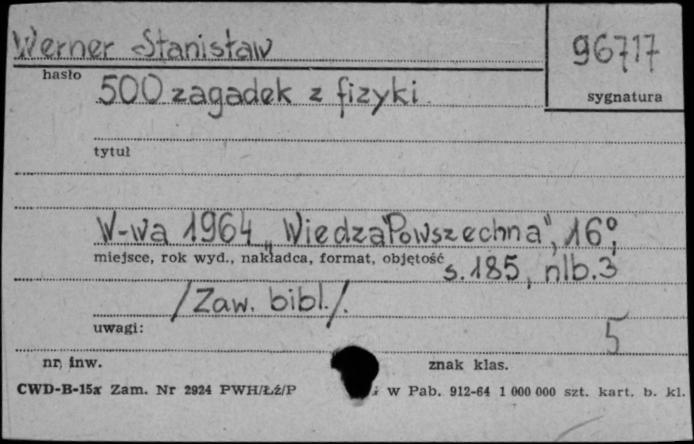 Werner Stanisław
96717
hasło
sygnatura
500 zagadek z fizyki.
tytuł
W-wa 1964 „Wiedza Powszechna", 16°,
miejsce, rok wyd., nakładca, format, objętość
s. 185, nlb. 3
/Zaw. bibl./.
uwagi:
5
nr. inw.
znak klas.
CWD-B-15x Zam. Nr 2924 PWH/Łź/P
w Pab. 912-64 1 000 000 szt. kart. b. kl.